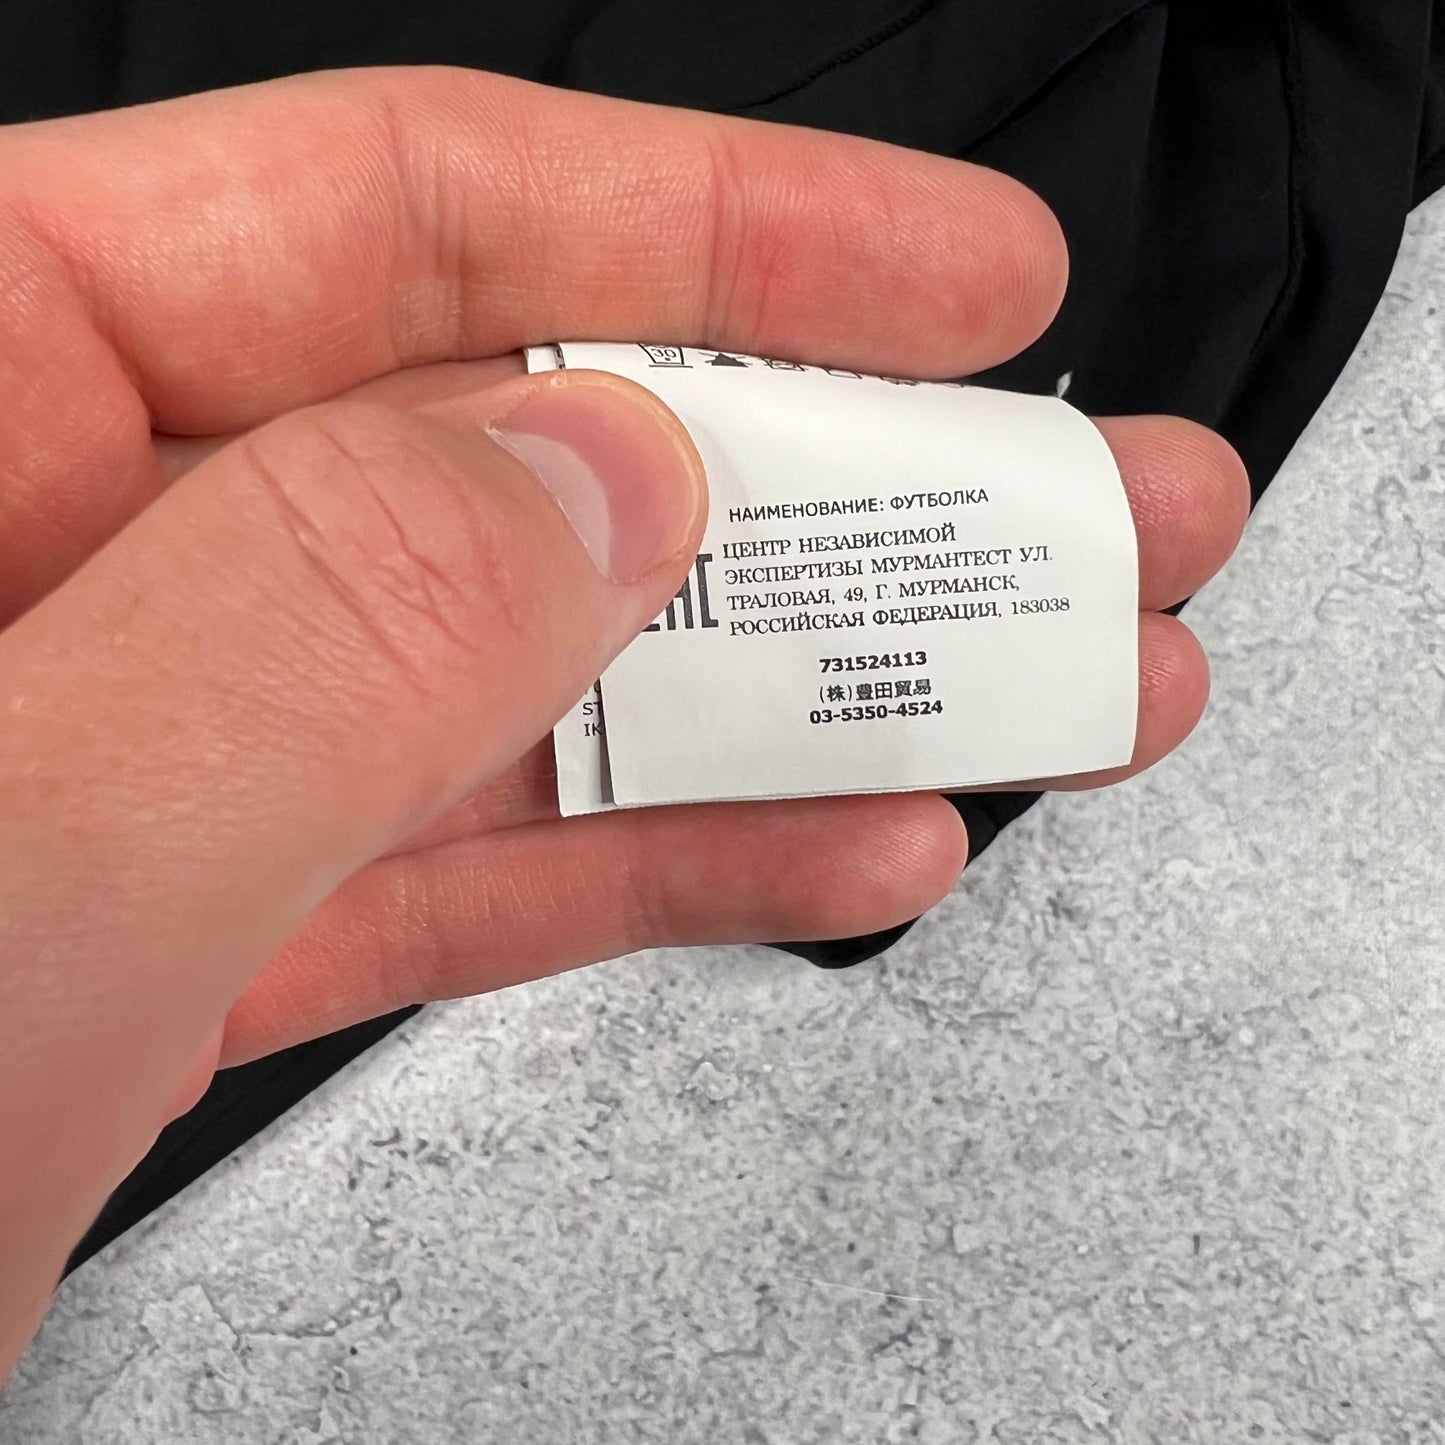 30
НАИМЕНОВАНИЕ: ФУТБОЛКА
ЦЕНТР НЕЗАВИСИМОЙ
ЭКСПЕРТИЗЫ МУРМАНТЕСТ УЛ.
ТРАЛОВАЯ, 49, Г. МУРМАНСК,
РОССИЙСКАЯ ФЕДЕРАЦИЯ, 183038
731524113
(株)豊田貿易
03-5350-4524